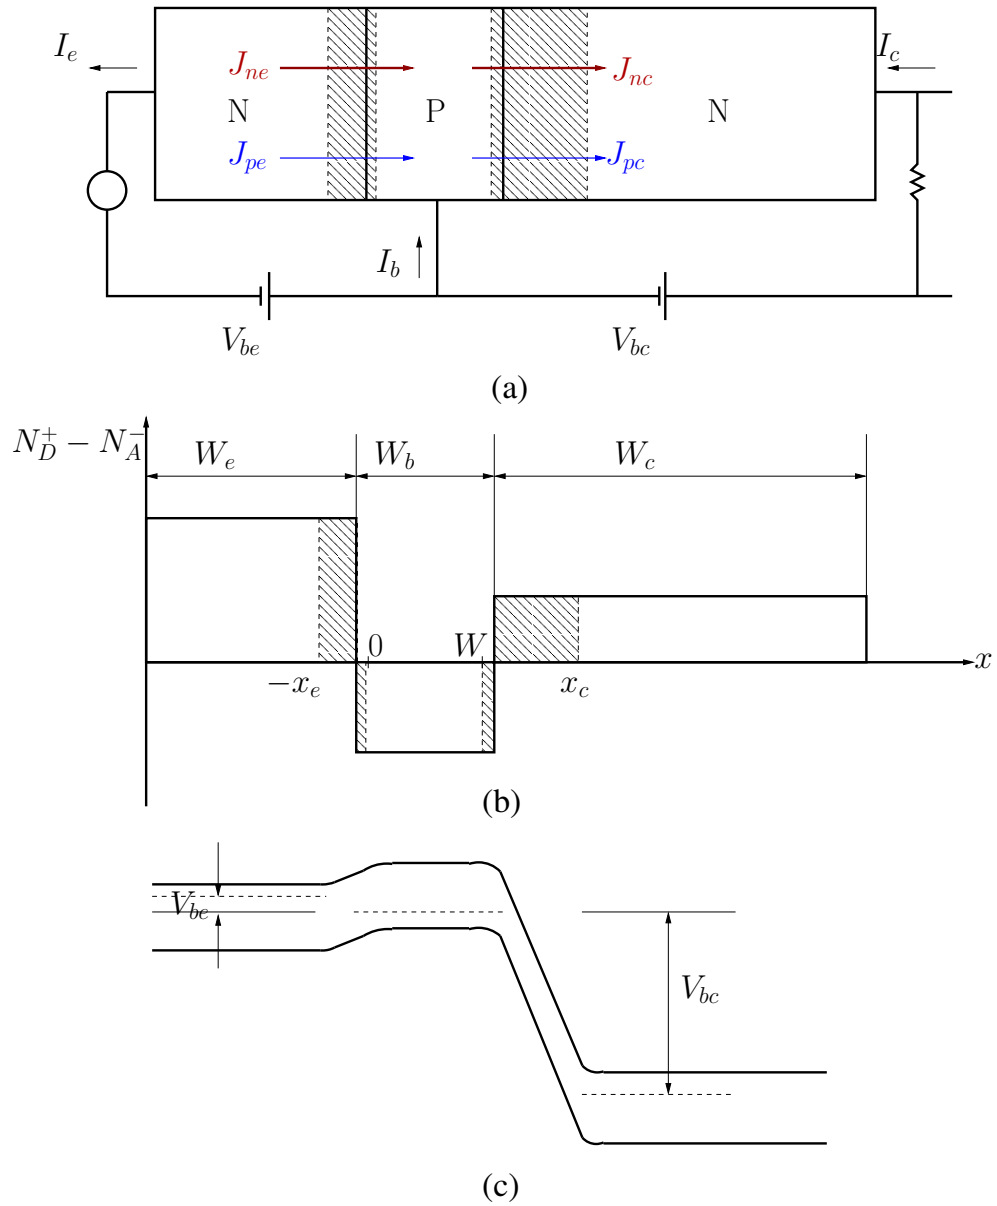 I_e I_c
J_ne J_nc
N P N
J_pe J_pc
I_b
V_be V_bc
(a)
N_D^+ − N_A^- W_e W_b W_c
0 W x
−x_e x_c
(b)
V_be
V_bc
(c)